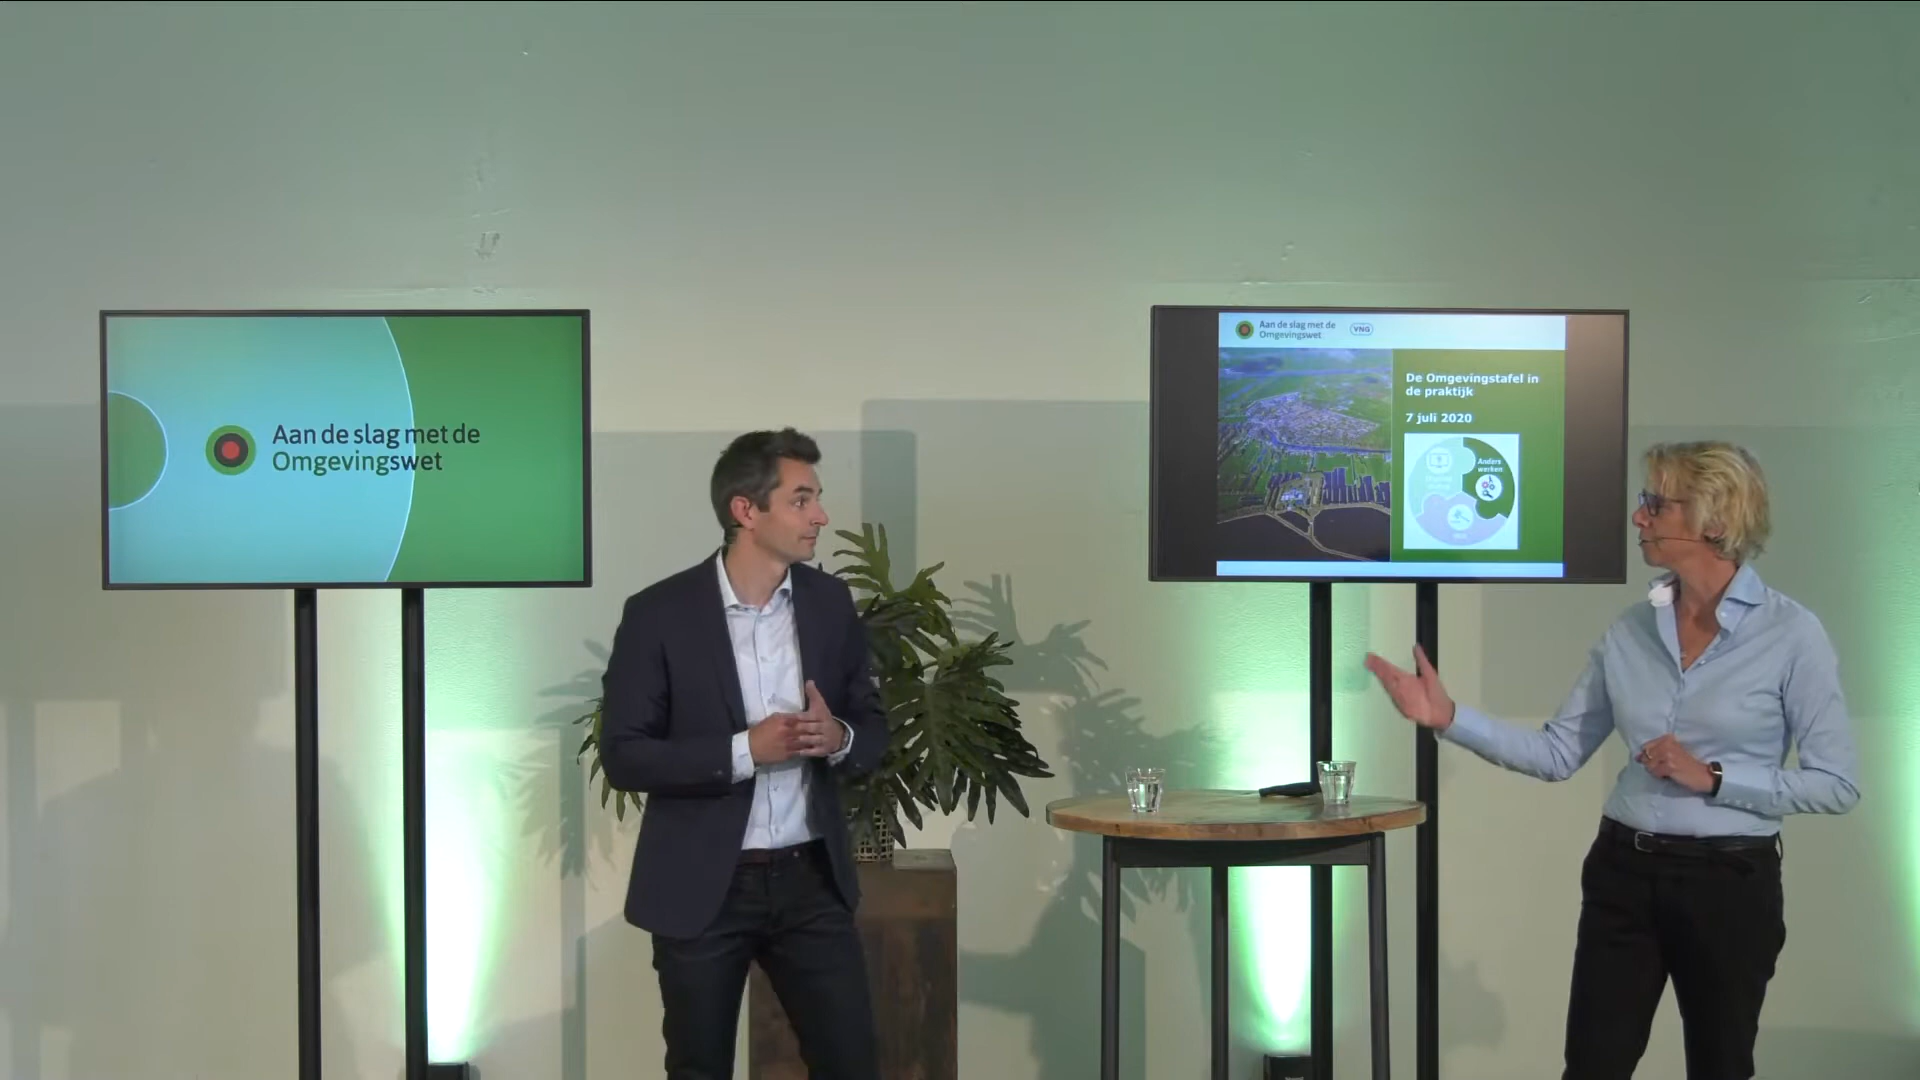 Aan de slag met de
Omgevingswet
Aan de slag met de
Omgevingswet
VNG
De Omgevingstafel in
de praktijk
7 juli 2020
Anders
werken